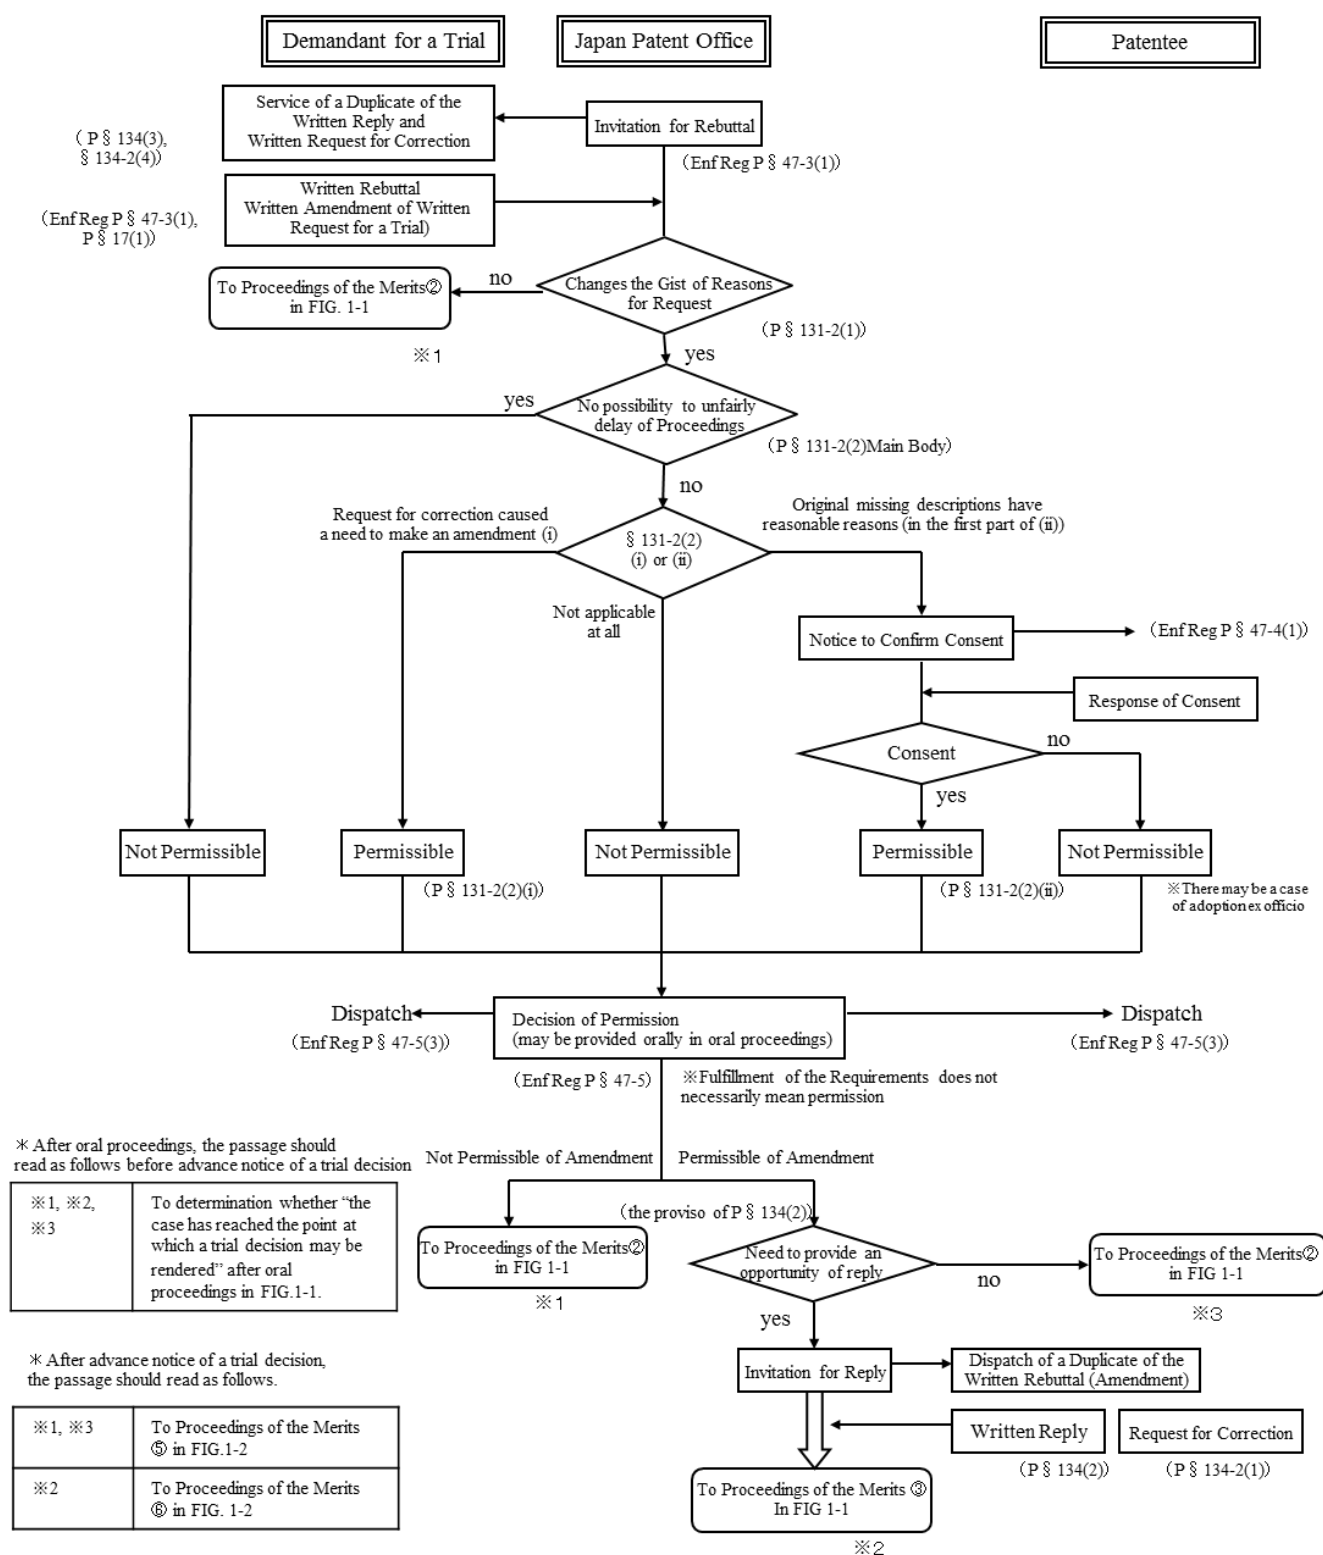 Demandant for a Trial
Japan Patent Office
Patentee
Service of a Duplicate of the
Written Reply and
Written Request for Correction
Invitation for Rebuttal
(P§134(3),
§134-2(4))
(Enf Reg P§47-3(1))
Written Rebuttal
Written Amendment of Written
Request for a Trial)
(Enf Reg P§47-3(1),
P§17(1))
Changes the Gist of Reasons
for Request
no
To Proceedings of the Merits②
in FIG. 1-1
(P§131-2(1))
※1
yes
yes
No possibility to unfairly
delay of Proceedings
(P§131-2(2)Main Body)
no
Request for correction caused
a need to make an amendment (i)
Original missing descriptions have
reasonable reasons (in the first part of (ii))
§131-2(2)
(i) or (ii)
Not applicable
at all
Notice to Confirm Consent
(Enf Reg P§47-4(1))
Response of Consent
Consent
no
yes
Not Permissible
Permissible
Not Permissible
Permissible
Not Permissible
(P§131-2(2)(i))
(P§131-2(2)(ii))
※There may be a case
of adoption ex officio
Dispatch
Decision of Permission
(may be provided orally in oral proceedings)
Dispatch
(Enf Reg P§47-5(3))
(Enf Reg P§47-5(3))
(Enf Reg P§47-5)
※Fulfillment of the Requirements does not
necessarily mean permission
＊After oral proceedings, the passage should
read as follows before advance notice of a trial decision
Not Permissible of Amendment
Permissible of Amendment
※1, ※2,
※3
To determination whether “the
case has reached the point at
which a trial decision may be
rendered” after oral
proceedings in FIG.1-1.
(the proviso of P§134(2))
To Proceedings of the Merits②
in FIG 1-1
※1
Need to provide an
opportunity of reply
no
To Proceedings of the Merits②
in FIG 1-1
※3
yes
＊After advance notice of a trial decision,
the passage should read as follows.
Invitation for Reply
Dispatch of a Duplicate of the
Written Rebuttal (Amendment)
※1, ※3
To Proceedings of the Merits
⑤ in FIG.1-2
※2
To Proceedings of the Merits
⑥ in FIG. 1-2
Written Reply
Request for Correction
(P§134(2))
(P§134-2(1))
To Proceedings of the Merits ③
In FIG 1-1
※2